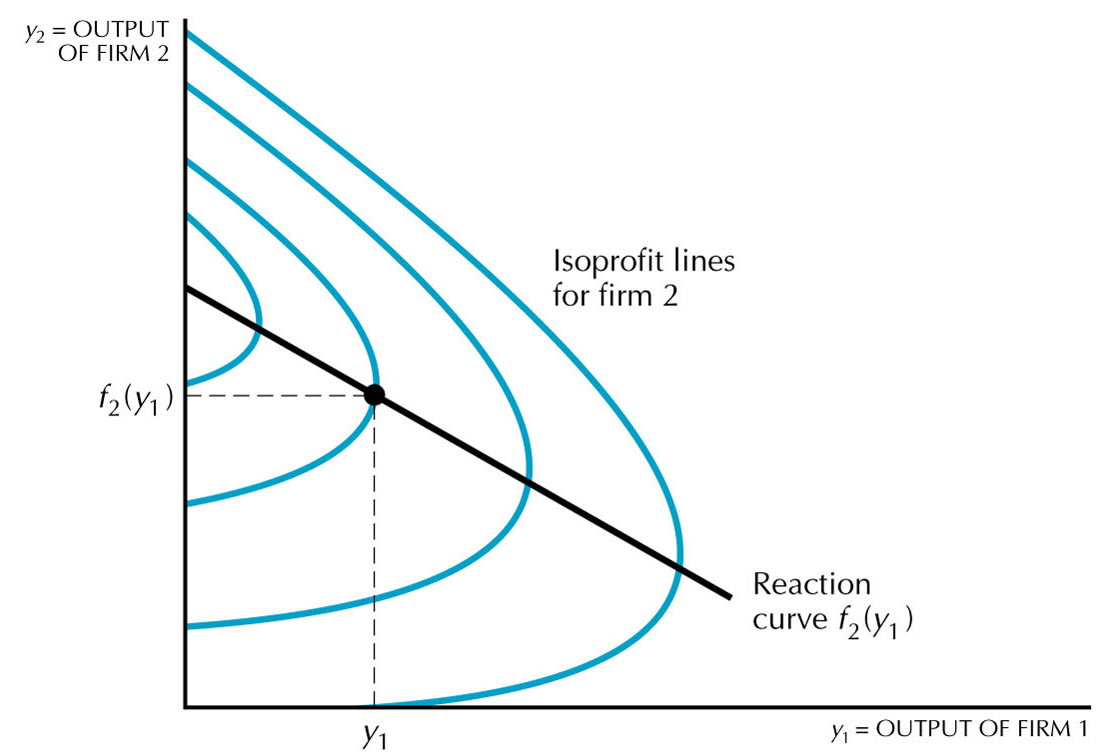 y₂ = OUTPUT
OF FIRM 2
Isoprofit lines
for firm 2
f₂(y₁)
Reaction
curve f₂(y₁)
y₁
y₁ = OUTPUT OF FIRM 1